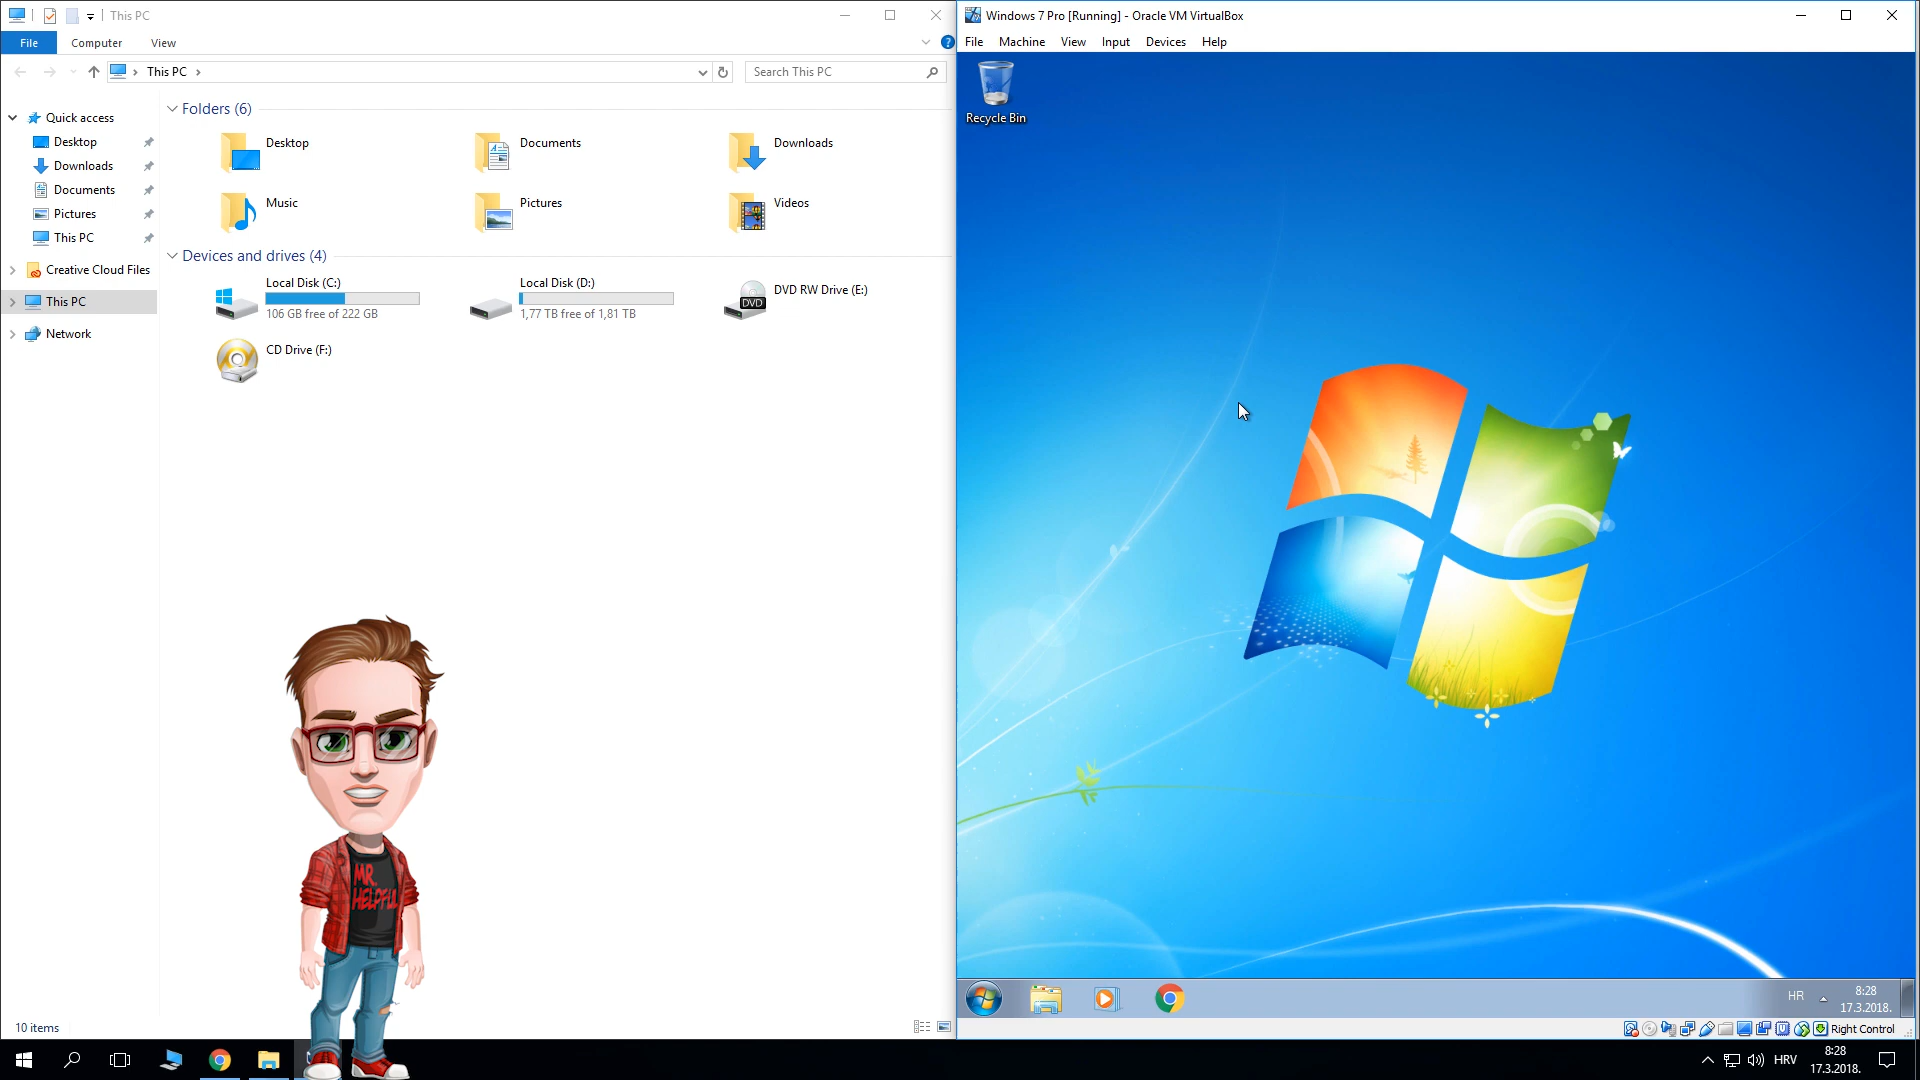 This PC
File
Computer
View
This PC
Search This PC
Quick access
Desktop
Downloads
Documents
Pictures
This PC
Creative Cloud Files
This PC
Network
Folders (6)
Desktop
Documents
Downloads
Music
Pictures
Videos
Devices and drives (4)
Local Disk (C:)
106 GB free of 222 GB
Local Disk (D:)
1,77 TB free of 1,81 TB
DVD RW Drive (E:)
DVD
CD Drive (F:)
MR.
HELPFUL
10 items
Windows 7 Pro [Running] - Oracle VM VirtualBox
File
Machine
View
Input
Devices
Help
Recycle Bin
HR
8:28
17.3.2018.
Right Control
HRV
8:28
17.3.2018.